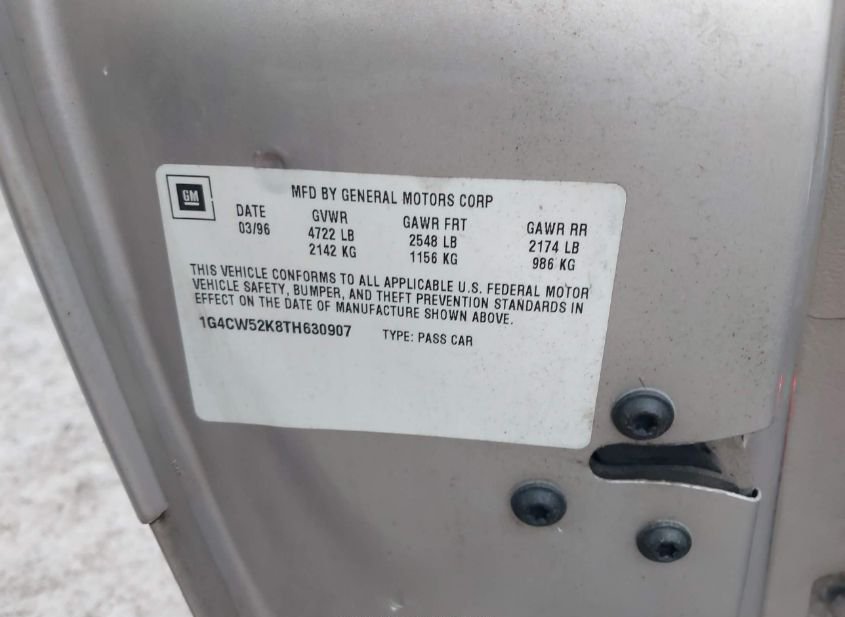 GM
MFD BY GENERAL MOTORS CORP
DATE GVWR GAWR FRT GAWR RR
03/96 4722 LB 2548 LB 2174 LB
2142 KG 1156 KG 986 KG
THIS VEHICLE CONFORMS TO ALL APPLICABLE U.S. FEDERAL MOTOR
VEHICLE SAFETY, BUMPER, AND THEFT PREVENTION STANDARDS IN
EFFECT ON THE DATE OF MANUFACTURE SHOWN ABOVE.
1G4CW52K8TH630907 TYPE: PASS CAR